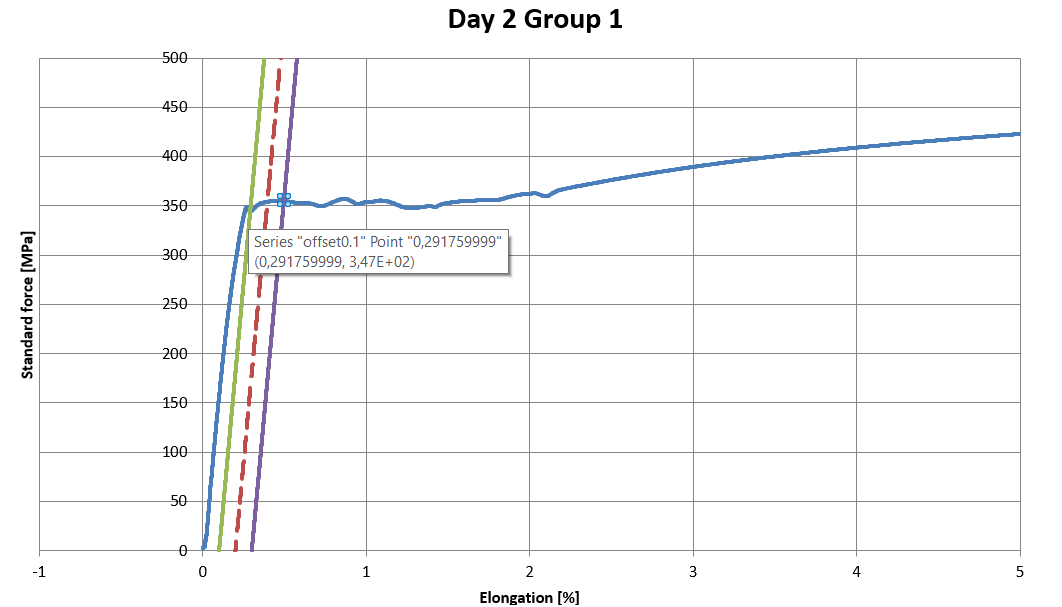 Day 2 Group 1
500
450
400
350
300
250
200
150
100
50
0
Standard force [MPa]
Series "offset0.1" Point "0,291759999"
(0,291759999, 3,47E+02)
-1 0 1 2 3 4 5
Elongation [%]